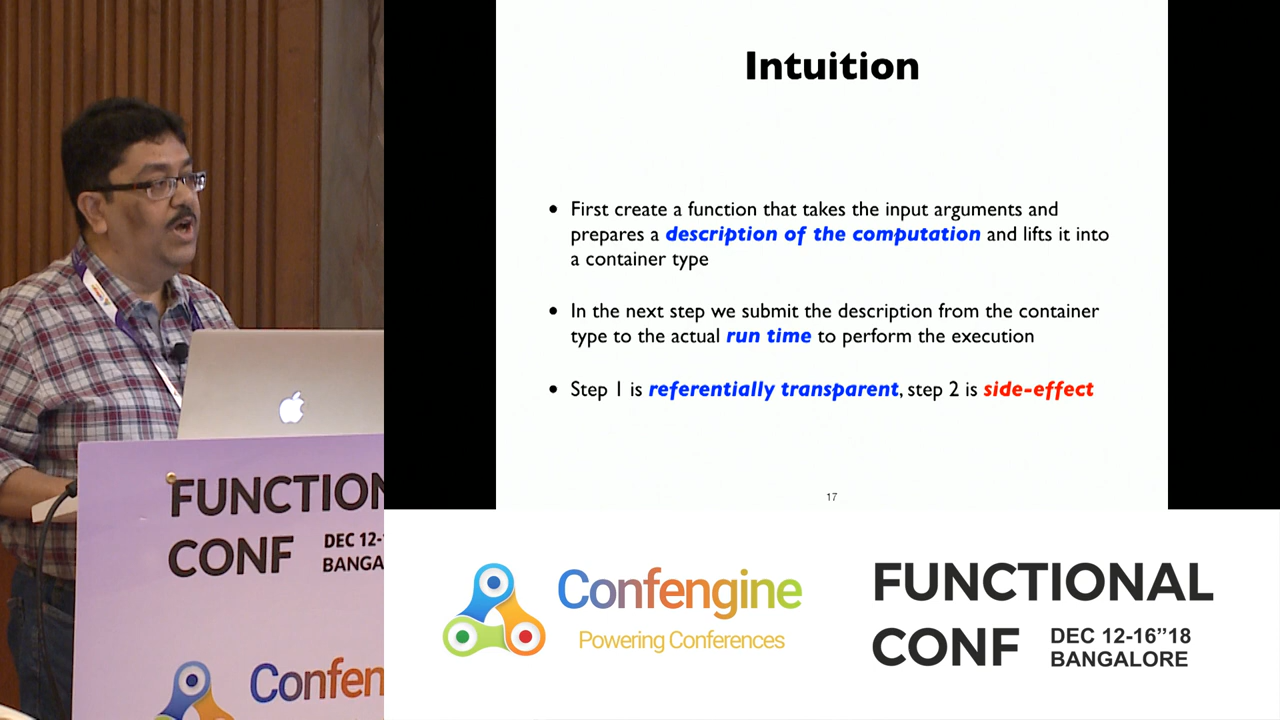 Intuition
• First create a function that takes the input arguments and
prepares a description of the computation and lifts it into
a container type
• In the next step we submit the description from the container
type to the actual run time to perform the execution
• Step 1 is referentially transparent, step 2 is side-effect
17
FUNCTION
CONF DEC 12-1
BANGA
Confen
Confengine
Powering Conferences
FUNCTIONAL
CONF DEC 12-16”18
BANGALORE